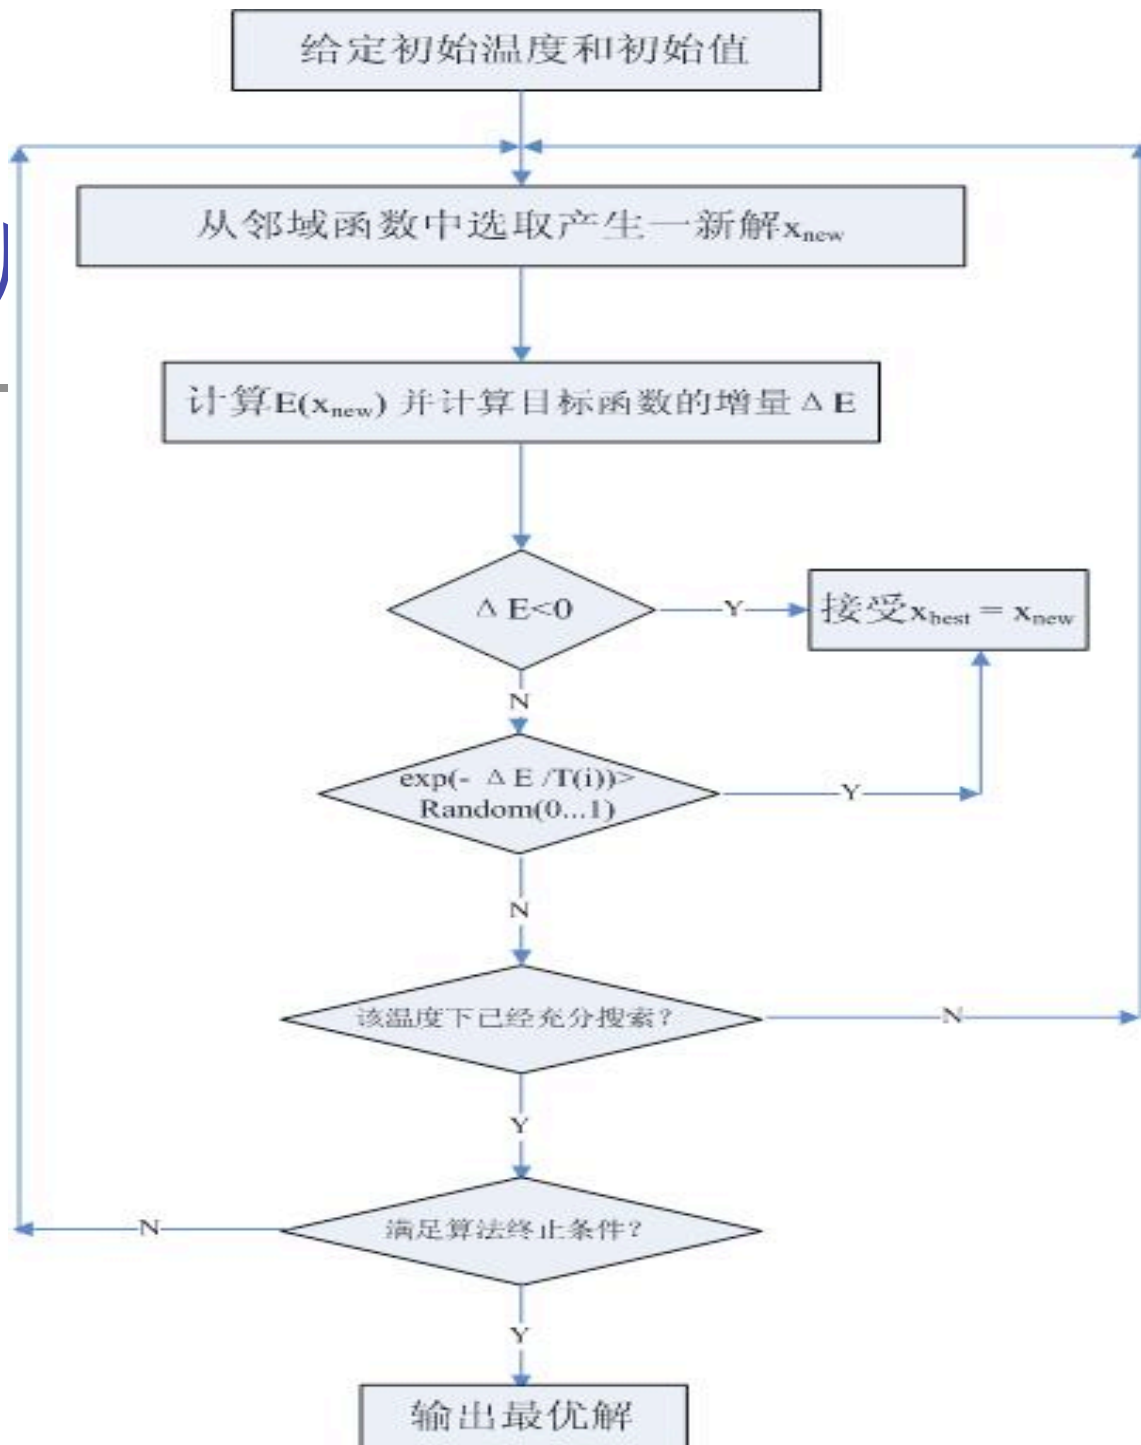 给定初始温度和初始值
从邻域函数中选取产生一新解xnew
计算E(xnew) 并计算目标函数的增量 Δ E
Δ E<0
Y
接受xbest = xnew
N
exp(- Δ E /T(i))>
Random(0...1)
Y
N
该温度下已经充分搜索?
N
Y
满足算法终止条件?
N
Y
输出最优解